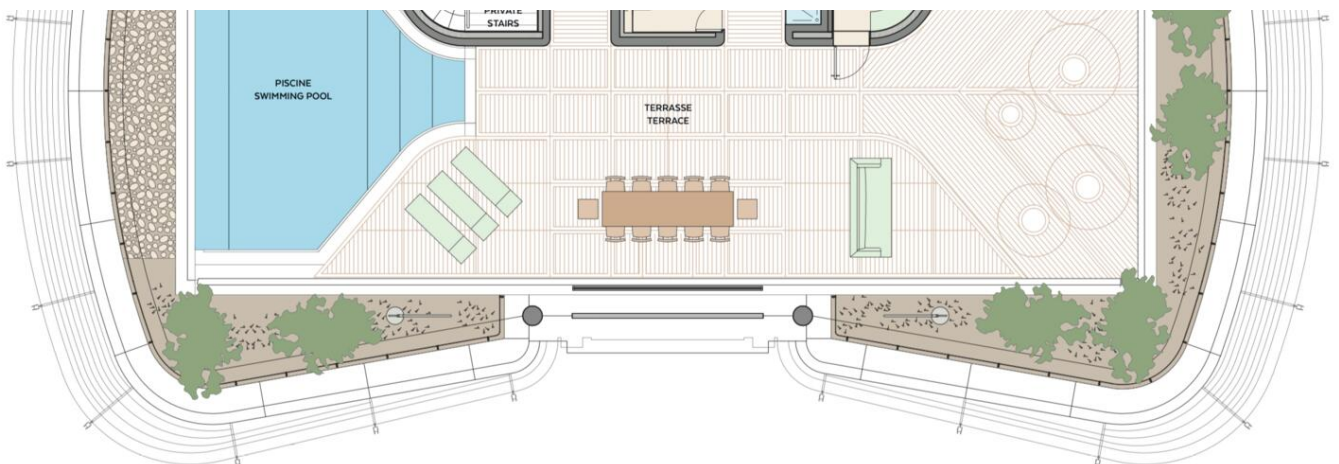 PRIVATE
STAIRS
PISCINE
SWIMMING POOL
TERRASSE
TERRACE